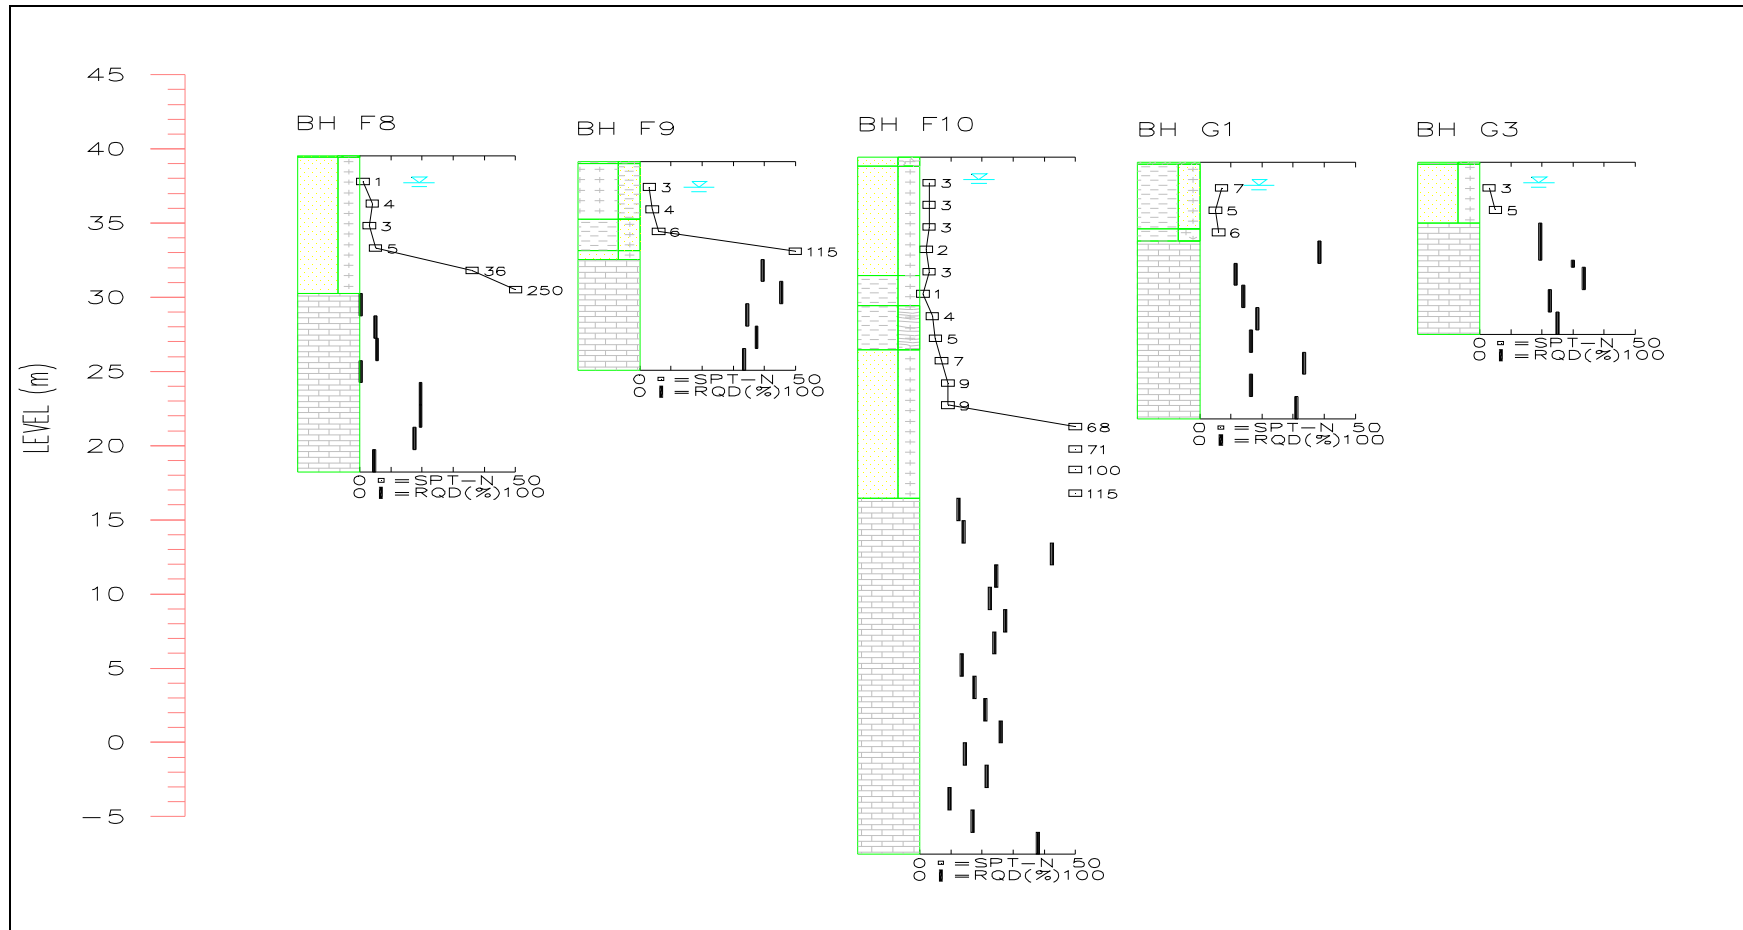 45
40
35
30
25
20
15
10
5
0
-5
LEVEL (m)
BH F8
1
4
3
5
36
250
0 = SPT-N 50
0 = RQD(%)100
BH F9
3
4
6
115
0 = SPT-N 50
0 = RQD(%)100
BH F10
3
3
3
2
3
1
4
5
7
9
9
68
71
100
115
0 = SPT-N 50
0 = RQD(%)100
BH G1
7
5
6
0 = SPT-N 50
0 = RQD(%)100
BH G3
3
5
0 = SPT-N 50
0 = RQD(%)100